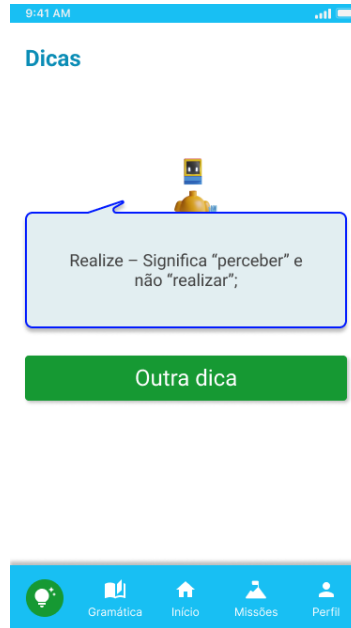 9:41 AM
Dicas
Realize – Significa “perceber” e
não “realizar”;
Outra dica
Gramática
Início
Missões
Perfil